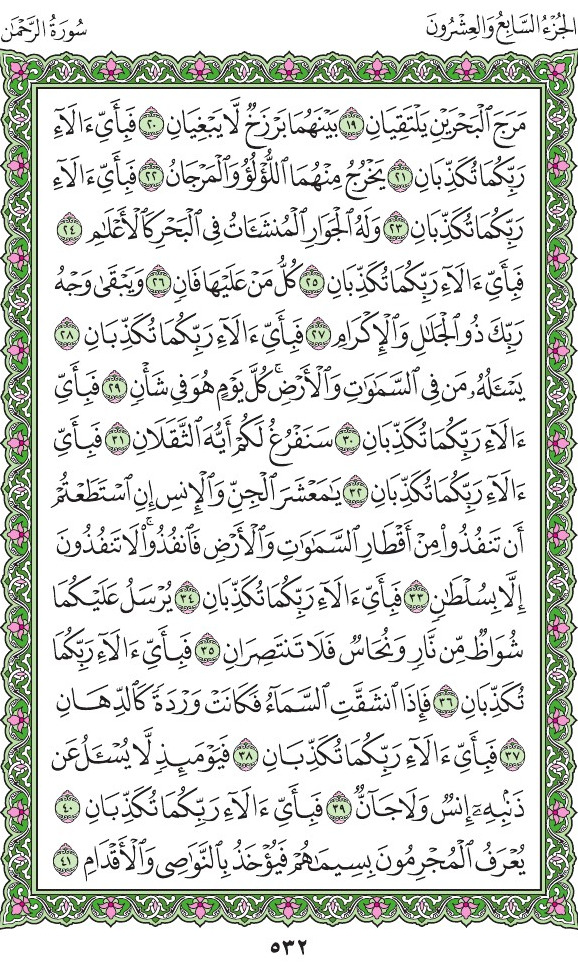 الجُزْءُ السَّابِعُ وَالعِشْرُونَ
سُورَةُ الرَّحْمَٰن
مَرَجَ ٱلْبَحْرَيْنِ يَلْتَقِيَانِ ١٩ بَيْنَهُمَا بَرْزَخٌ لَّا يَبْغِيَانِ ٢٠ فَبِأَيِّ ءَالَآءِ
رَبِّكُمَا تُكَذِّبَانِ ٢١ يَخْرُجُ مِنْهُمَا ٱللُّؤْلُؤُ وَٱلْمَرْجَانُ ٢٢ فَبِأَيِّ ءَالَآءِ
رَبِّكُمَا تُكَذِّبَانِ ٢٣ وَلَهُ ٱلْجَوَارِ ٱلْمُنشَـَٔاتُ فِى ٱلْبَحْرِ كَٱلْأَعْلَٰمِ ٢٤
فَبِأَيِّ ءَالَآءِ رَبِّكُمَا تُكَذِّبَانِ ٢٥ كُلُّ مَنْ عَلَيْهَا فَانٍ ٢٦ وَيَبْقَىٰ وَجْهُ
رَبِّكَ ذُو ٱلْجَلَٰلِ وَٱلْإِكْرَامِ ٢٧ فَبِأَيِّ ءَالَآءِ رَبِّكُمَا تُكَذِّبَانِ ٢٨
يَسْـَٔلُهُۥ مَن فِى ٱلسَّمَٰوَٰتِ وَٱلْأَرْضِ ۚ كُلَّ يَوْمٍ هُوَ فِى شَأْنٍ ٢٩ فَبِأَيِّ
ءَالَآءِ رَبِّكُمَا تُكَذِّبَانِ ٣٠ سَنَفْرُغُ لَكُمْ أَيُّهَ ٱلثَّقَلَانِ ٣١ فَبِأَيِّ
ءَالَآءِ رَبِّكُمَا تُكَذِّبَانِ ٣٢ يَٰمَعْشَرَ ٱلْجِنِّ وَٱلْإِنسِ إِنِ ٱسْتَطَعْتُمْ
أَن تَنفُذُوا۟ مِنْ أَقْطَارِ ٱلسَّمَٰوَٰتِ وَٱلْأَرْضِ فَٱنفُذُوا۟ ۚ لَا تَنفُذُونَ
إِلَّا بِسُلْطَٰنٍ ٣٣ فَبِأَيِّ ءَالَآءِ رَبِّكُمَا تُكَذِّبَانِ ٣٤ يُرْسَلُ عَلَيْكُمَا
شُوَاظٌ مِّن نَّارٍ وَنُحَاسٌ فَلَا تَنتَصِرَانِ ٣٥ فَبِأَيِّ ءَالَآءِ رَبِّكُمَا
تُكَذِّبَانِ ٣٦ فَإِذَا ٱنشَقَّتِ ٱلسَّمَآءُ فَكَانَتْ وَرْدَةً كَٱلدِّهَانِ
٣٧ فَبِأَيِّ ءَالَآءِ رَبِّكُمَا تُكَذِّبَانِ ٣٨ فَيَوْمَئِذٍ لَّا يُسْـَٔلُ عَن
ذَنۢبِهِۦٓ إِنسٌ وَلَا جَآنٌّ ٣٩ فَبِأَيِّ ءَالَآءِ رَبِّكُمَا تُكَذِّبَانِ ٤٠
يُعْرَفُ ٱلْمُجْرِمُونَ بِسِيمَٰهُمْ فَيُؤْخَذُ بِٱلنَّوَٰصِى وَٱلْأَقْدَامِ ٤١
٥٣٢